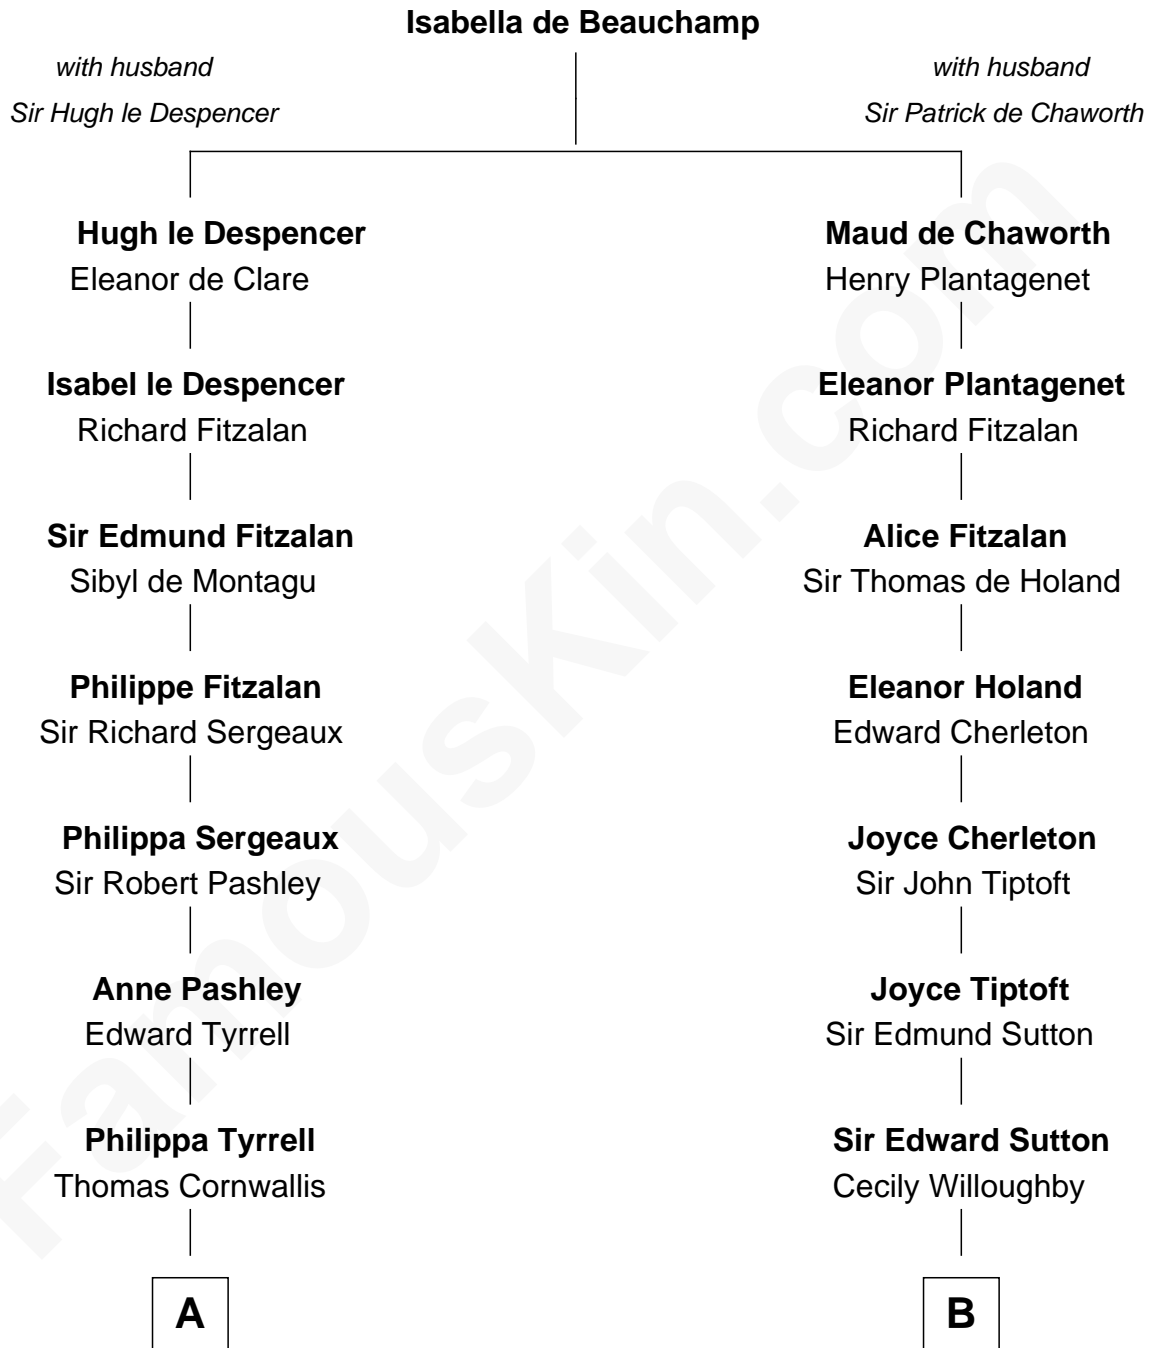 Isabella de Beauchamp
with husband
Sir Hugh le Despencer
with husband
Sir Patrick de Chaworth
Hugh le Despencer
Eleanor de Clare
Maud de Chaworth
Henry Plantagenet
Isabel le Despencer
Richard Fitzalan
Eleanor Plantagenet
Richard Fitzalan
Sir Edmund Fitzalan
Sibyl de Montagu
Alice Fitzalan
Sir Thomas de Holand
Philippe Fitzalan
Sir Richard Sergeaux
Eleanor Holand
Edward Cherleton
Philippa Sergeaux
Sir Robert Pashley
Joyce Cherleton
Sir John Tiptoft
Anne Pashley
Edward Tyrrell
Joyce Tiptoft
Sir Edmund Sutton
Philippa Tyrrell
Thomas Cornwallis
Sir Edward Sutton
Cecily Willoughby
A
B
FamousKin.com